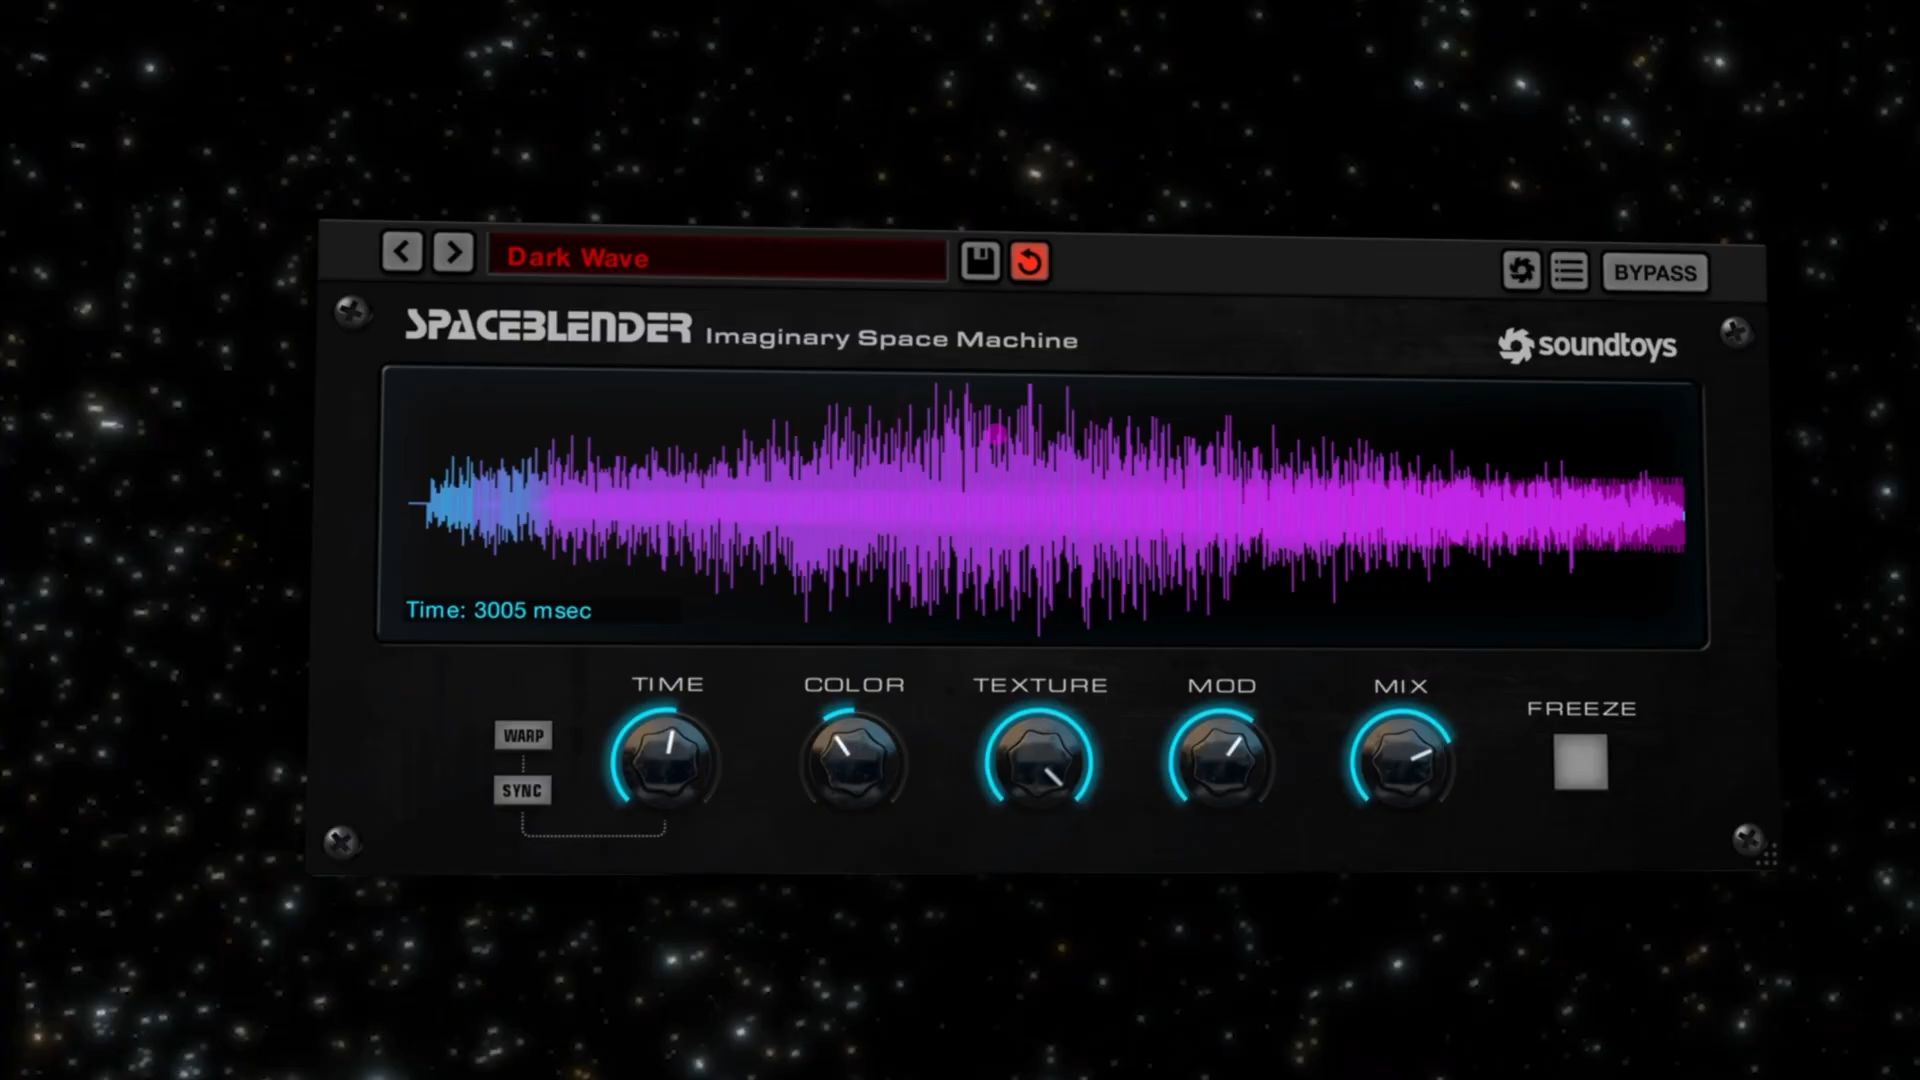 Dark Wave
BYPASS
SPACEBLENDER Imaginary Space Machine
soundtoys
Time: 3005 msec
TIME
COLOR
TEXTURE
MOD
MIX
FREEZE
WARP
SYNC